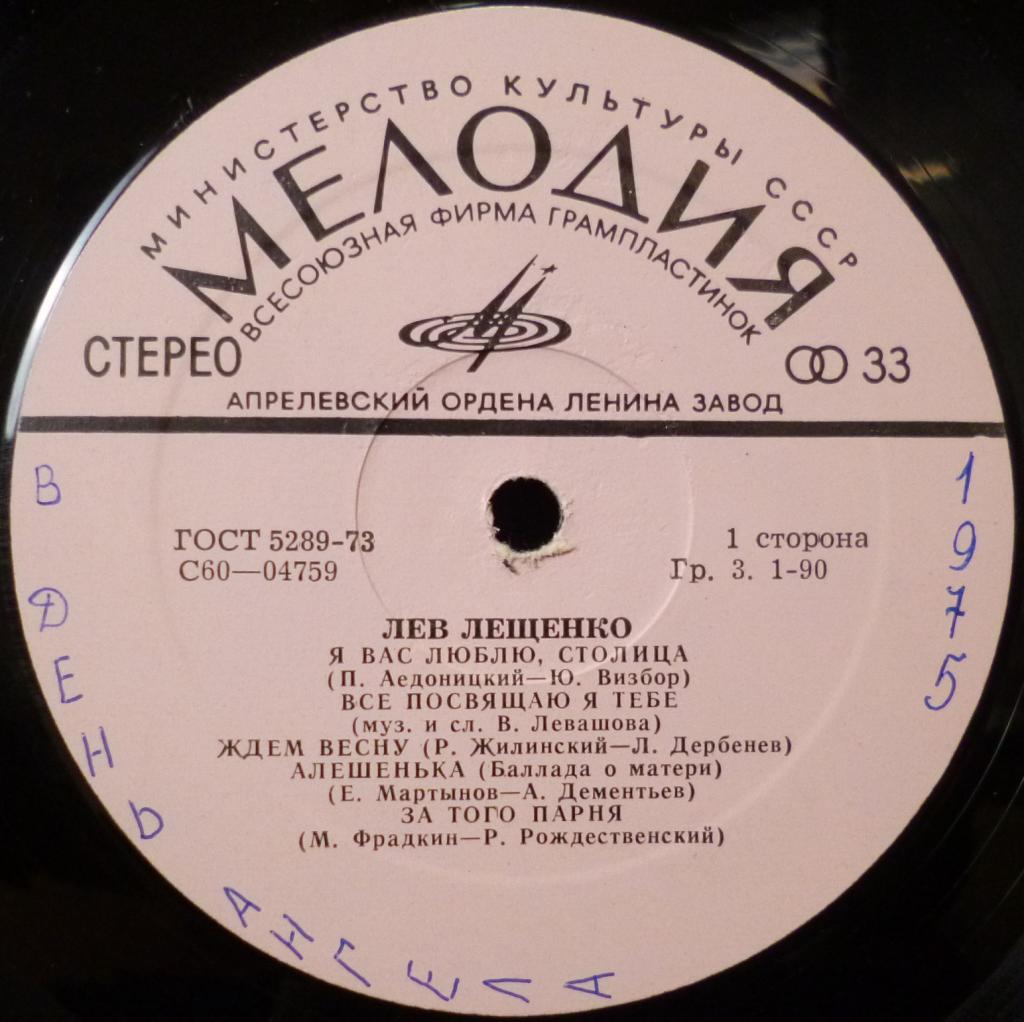 МИНИСТЕРСТВО КУЛЬТУРЫ СССР
МЕЛОДИЯ
ВСЕСОЮЗНАЯ ФИРМА ГРАМПЛАСТИНОК
СТЕРЕО
33
АПРЕЛЕВСКИЙ ОРДЕНА ЛЕНИНА ЗАВОД
ГОСТ 5289-73
С60—04759
1 сторона
Гр. 3. 1-90
ЛЕВ ЛЕЩЕНКО
Я ВАС ЛЮБЛЮ, СТОЛИЦА
(П. Аедоницкий—Ю. Визбор)
ВСЕ ПОСВЯЩАЮ Я ТЕБЕ
(муз. и сл. В. Левашова)
ЖДЕМ ВЕСНУ (Р. Жилинский—Л. Дербенев)
АЛЕШЕНЬКА (Баллада о матери)
(Е. Мартынов—А. Дементьев)
ЗА ТОГО ПАРНЯ
(М. Фрадкин—Р. Рождественский)
В ДЕНЬ АНГЕЛА
1975